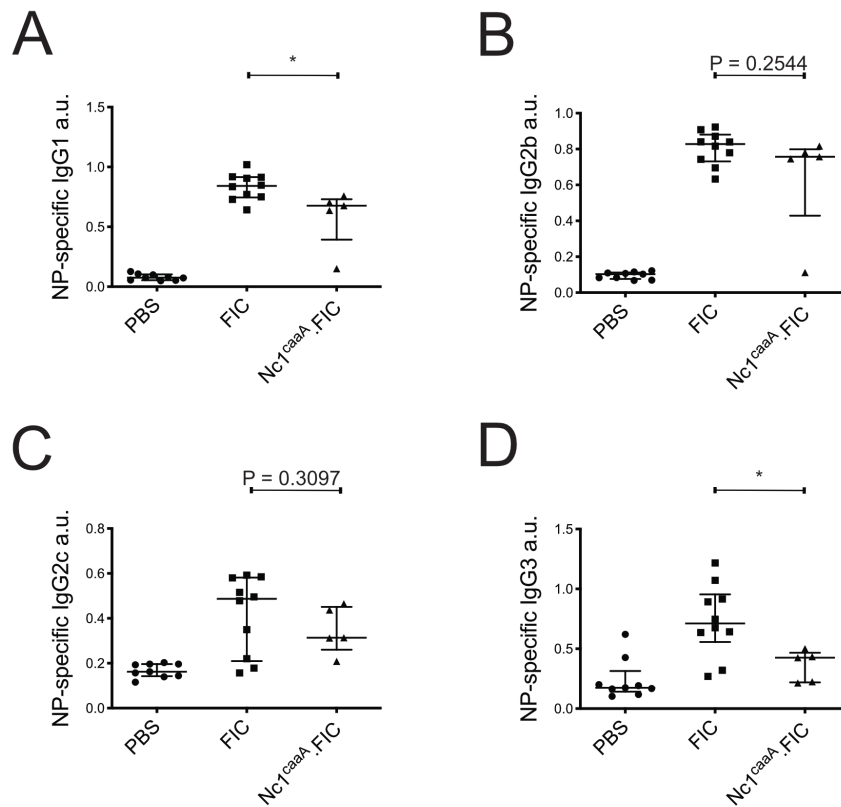 A
*
NP-specific IgG1 a.u.
1.5
1.0
0.5
0.0
PBS
FIC
Nc1caaA.FIC
B
P = 0.2544
NP-specific IgG2b a.u.
1.0
0.8
0.6
0.4
0.2
0.0
PBS
FIC
Nc1caaA.FIC
C
P = 0.3097
NP-specific IgG2c a.u.
0.8
0.6
0.4
0.2
0.0
PBS
FIC
Nc1caaA.FIC
D
*
NP-specific IgG3 a.u.
1.5
1.0
0.5
0.0
PBS
FIC
Nc1caaA.FIC